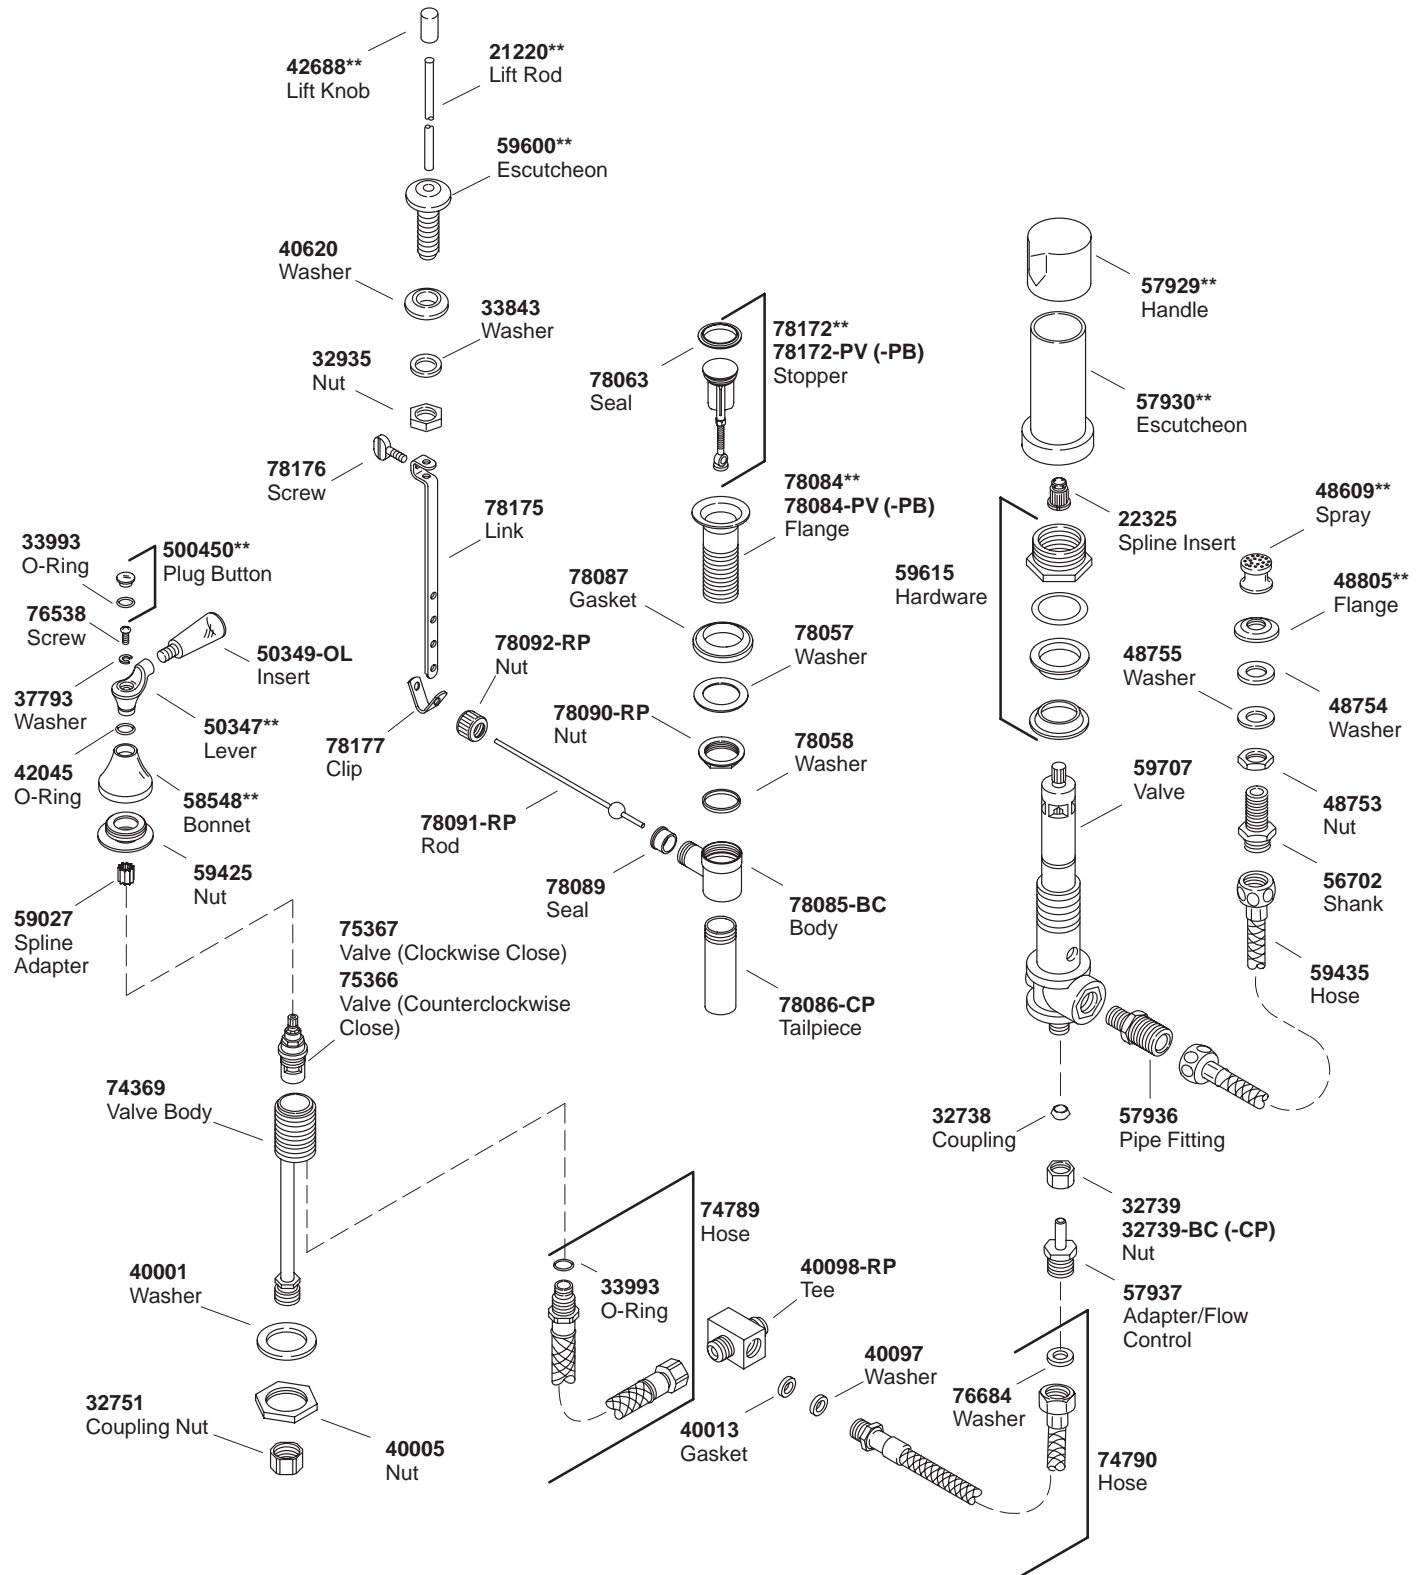 42688**
Lift Knob
21220**
Lift Rod
59600**
Escutcheon
40620
Washer
33843
Washer
32935
Nut
78176
Screw
78175
Link
33993
O-Ring
500450**
Plug Button
76538
Screw
50349-OL
Insert
37793
Washer
50347**
Lever
42045
O-Ring
58548**
Bonnet
59425
Nut
59027
Spline
Adapter
78177
Clip
78092-RP
Nut
78091-RP
Rod
78089
Seal
78063
Seal
78172**
78172-PV (-PB)
Stopper
78084**
78084-PV (-PB)
Flange
78087
Gasket
78057
Washer
78090-RP
Nut
78058
Washer
78085-BC
Body
78086-CP
Tailpiece
57929**
Handle
57930**
Escutcheon
22325
Spline Insert
59615
Hardware
48609**
Spray
48805**
Flange
48755
Washer
48754
Washer
59707
Valve
48753
Nut
56702
Shank
59435
Hose
75367
Valve (Clockwise Close)
75366
Valve (Counterclockwise
Close)
74369
Valve Body
40001
Washer
32751
Coupling Nut
40005
Nut
74789
Hose
33993
O-Ring
40098-RP
Tee
40097
Washer
40013
Gasket
32738
Coupling
57936
Pipe Fitting
32739
32739-BC (-CP)
Nut
57937
Adapter/Flow
Control
76684
Washer
74790
Hose